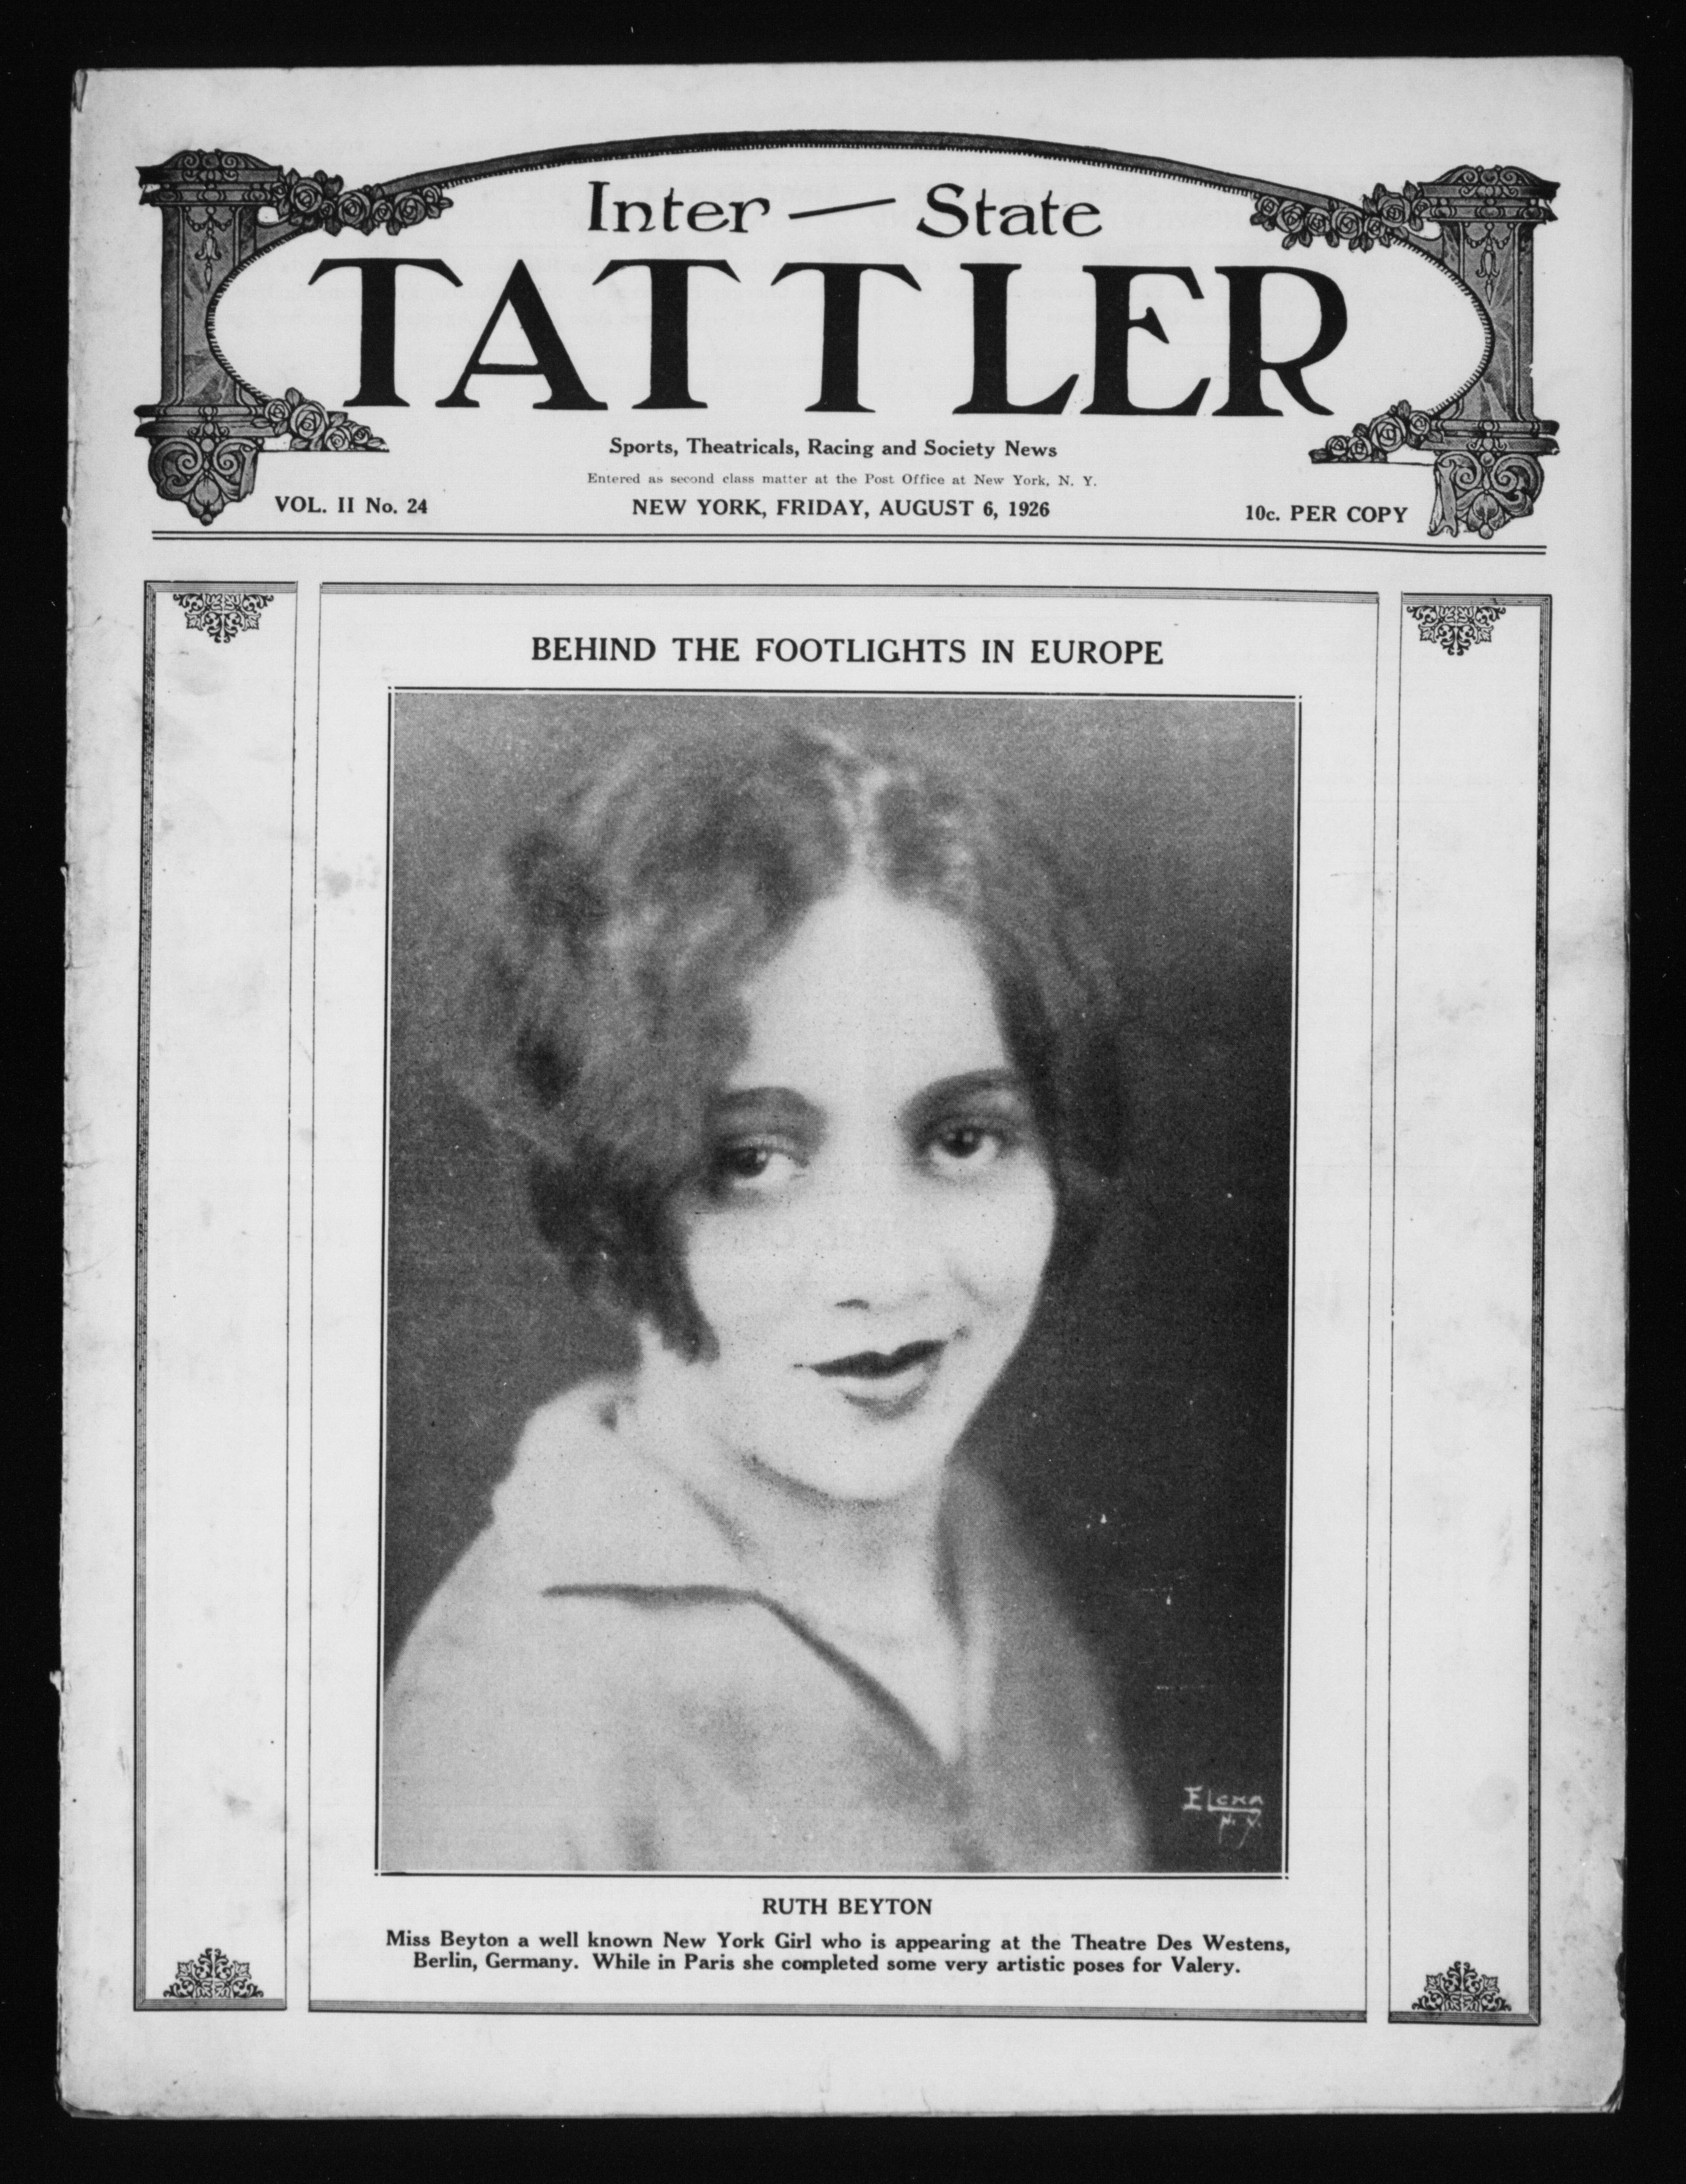 Inter — State
TATTLER
Sports, Theatricals, Racing and Society News
Entered as second class matter at the Post Office at New York, N. Y.
VOL. II No. 24 NEW YORK, FRIDAY, AUGUST 6, 1926 10c. PER COPY
BEHIND THE FOOTLIGHTS IN EUROPE
N. Y.
RUTH BEYTON
Miss Beyton a well known New York Girl who is appearing at the Theatre Des Westens,
Berlin, Germany. While in Paris she completed some very artistic poses for Valery.